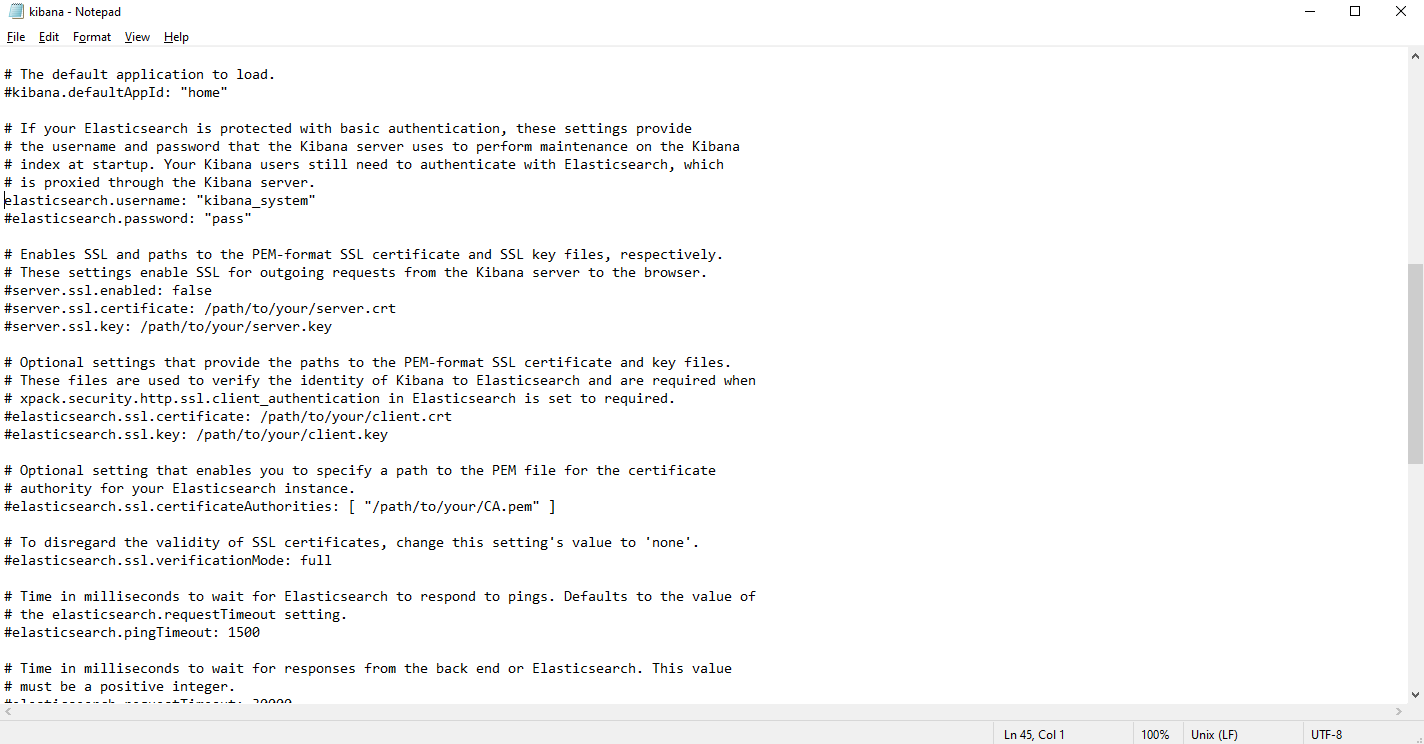 kibana - Notepad
File Edit Format View Help
# The default application to load.
#kibana.defaultAppId: "home"
# If your Elasticsearch is protected with basic authentication, these settings provide
# the username and password that the Kibana server uses to perform maintenance on the Kibana
# index at startup. Your Kibana users still need to authenticate with Elasticsearch, which
# is proxied through the Kibana server.
elasticsearch.username: "kibana_system"
#elasticsearch.password: "pass"
# Enables SSL and paths to the PEM-format SSL certificate and SSL key files, respectively.
# These settings enable SSL for outgoing requests from the Kibana server to the browser.
#server.ssl.enabled: false
#server.ssl.certificate: /path/to/your/server.crt
#server.ssl.key: /path/to/your/server.key
# Optional settings that provide the paths to the PEM-format SSL certificate and key files.
# These files are used to verify the identity of Kibana to Elasticsearch and are required when
# xpack.security.http.ssl.client_authentication in Elasticsearch is set to required.
#elasticsearch.ssl.certificate: /path/to/your/client.crt
#elasticsearch.ssl.key: /path/to/your/client.key
# Optional setting that enables you to specify a path to the PEM file for the certificate
# authority for your Elasticsearch instance.
#elasticsearch.ssl.certificateAuthorities: [ "/path/to/your/CA.pem" ]
# To disregard the validity of SSL certificates, change this setting's value to 'none'.
#elasticsearch.ssl.verificationMode: full
# Time in milliseconds to wait for Elasticsearch to respond to pings. Defaults to the value of
# the elasticsearch.requestTimeout setting.
#elasticsearch.pingTimeout: 1500
# Time in milliseconds to wait for responses from the back end or Elasticsearch. This value
# must be a positive integer.
#elasticsearch.requestTimeout: 30000
Ln 45, Col 1 100% Unix (LF) UTF-8